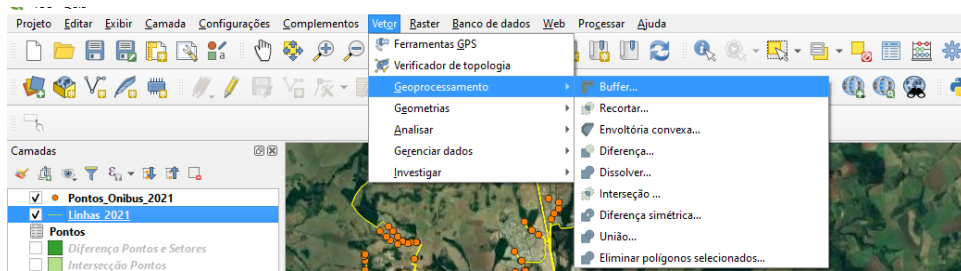 Projeto Editar Exibir Camada Configurações Complementos Vetor Raster Banco de dados Web Processar Ajuda
Ferramentas GPS
Verificador de topologia
Geoprocessamento
Buffer...
Geometrias
Recortar...
Analisar
Envoltória convexa...
Gerenciar dados
Diferença...
Investigar
Dissolver...
Interseção ...
Diferença simétrica...
União...
Eliminar polígonos selecionados...
Camadas
Pontos_Onibus_2021
Linhas_2021
Pontos
Diferença Pontos e Setores
Intersecção Pontos